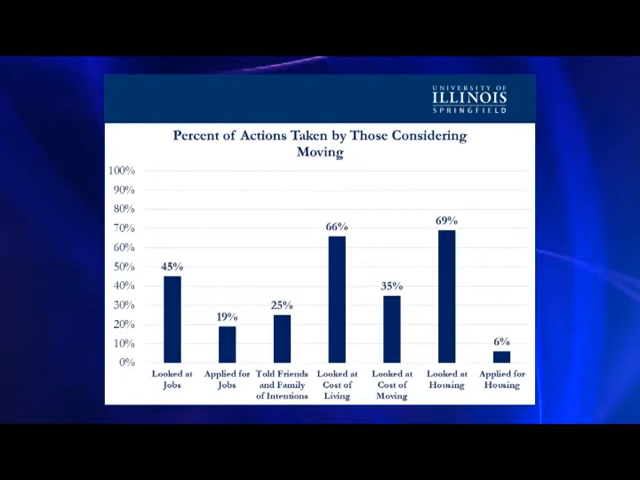 UNIVERSITY OF
ILLINOIS
SPRINGFIELD
Percent of Actions Taken by Those Considering
Moving
100%
90%
80%
70%
60%
50%
40%
30%
20%
10%
0%
45%
19%
25%
66%
35%
69%
6%
Looked at
Jobs
Applied for
Jobs
Told Friends
and Family
of Intentions
Looked at
Cost of
Living
Looked at
Cost of
Moving
Looked at
Housing
Applied for
Housing